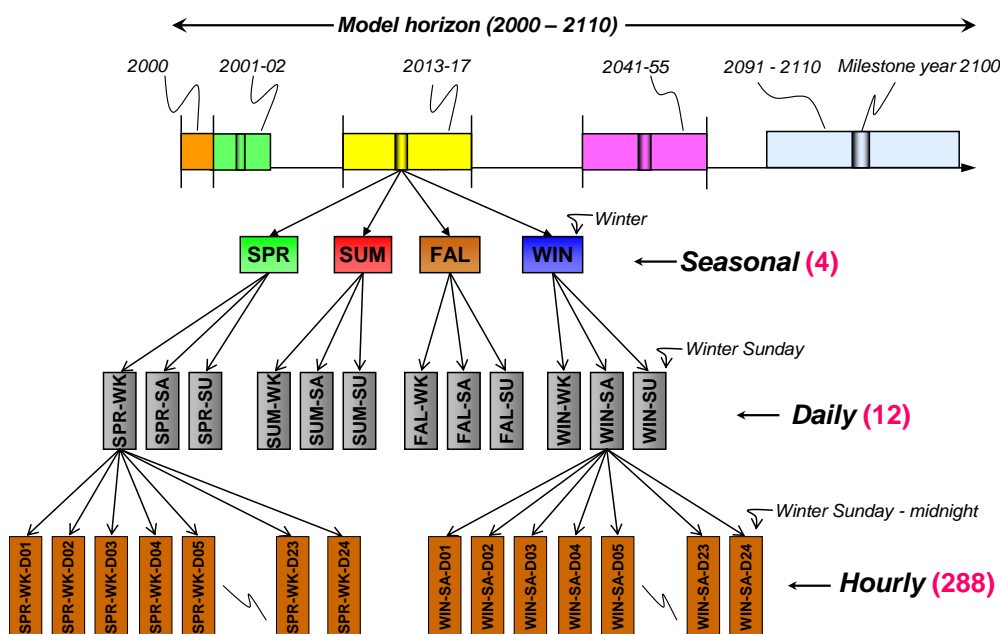 Model horizon (2000 – 2110)
2000
2001-02
2013-17
2041-55
2091 - 2110
Milestone year 2100
Winter
SPR
SUM
FAL
WIN
Seasonal (4)
Winter Sunday
SPR-WK
SPR-SA
SPR-SU
SUM-WK
SUM-SA
SUM-SU
FAL-WK
FAL-SA
FAL-SU
WIN-WK
WIN-SA
WIN-SU
Daily (12)
Winter Sunday - midnight
SPR-WK-D01
SPR-WK-D02
SPR-WK-D03
SPR-WK-D04
SPR-WK-D05
SPR-WK-D23
SPR-WK-D24
WIN-SA-D01
WIN-SA-D02
WIN-SA-D03
WIN-SA-D04
WIN-SA-D05
WIN-SA-D23
WIN-SA-D24
Hourly (288)